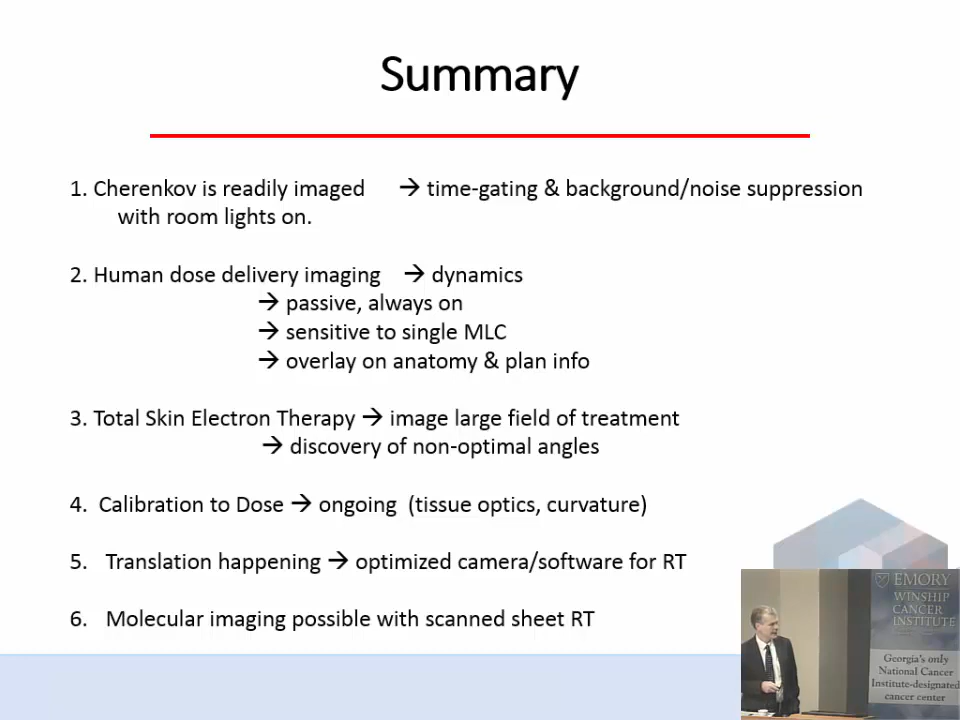 Summary
1. Cherenkov is readily imaged → time-gating & background/noise suppression
with room lights on.
2. Human dose delivery imaging → dynamics
→ passive, always on
→ sensitive to single MLC
→ overlay on anatomy & plan info
3. Total Skin Electron Therapy → image large field of treatment
→ discovery of non-optimal angles
4. Calibration to Dose → ongoing (tissue optics, curvature)
5. Translation happening → optimized camera/software for RT
6. Molecular imaging possible with scanned sheet RT
EMORY
WINSHIP
CANCER
INSTITUTE
Georgia's only
National Cancer
Institute-designated
cancer center